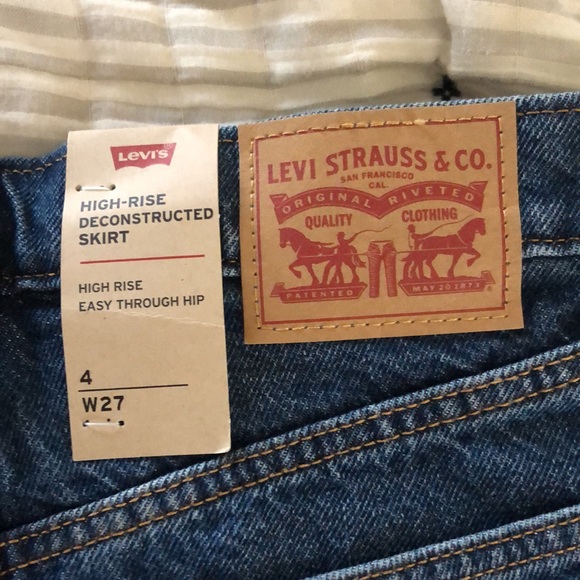 LEVI'S
HIGH-RISE
DECONSTRUCTED
SKIRT
HIGH RISE
EASY THROUGH HIP
4
W27
LEVI STRAUSS & CO.
SAN FRANCISCO
CAL.
ORIGINAL RIVETED
QUALITY CLOTHING
PATENTED MAY 20 1873